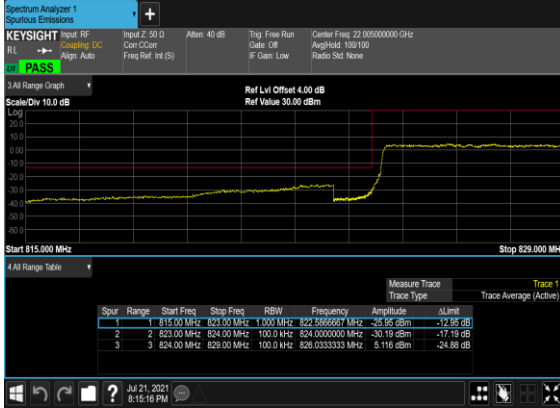 Spectrum Analyzer 1
Spurious Emissions
+
KEYSIGHT Input: RF Input Z: 50 Ω Atten: 40 dB Trig: Free Run Center Freq: 22.005000000 GHz
RL Coupling: DC Corr CCorr Gate: Off Avg|Hold: 100/100
Align: Auto Freq Ref: Int (S) IF Gain: Low Radio Std: None
PASS
3 All Range Graph
Ref Lvl Offset 4.00 dB
Scale/Div 10.0 dB Ref Value 30.00 dBm
Log
20.0
10.0
0.00
-10.0
-20.0
-30.0
-40.0
-50.0
-60.0
Start 815.000 MHz Stop 829.000 MH
4 All Range Table
Measure Trace Trace 1
Trace Type Trace Average (Active)
Spur Range Start Freq Stop Freq RBW Frequency Amplitude ΔLimit
1 1 815.00 MHz 823.00 MHz 1.000 MHz 822.5866667 MHz -25.95 dBm -12.95 dB
2 2 823.00 MHz 824.00 MHz 100.0 kHz 824.0000000 MHz -30.19 dBm -17.19 dB
3 3 824.00 MHz 829.00 MHz 100.0 kHz 826.0333333 MHz 5.116 dBm -24.88 dB
?
Jul 21, 2021
8:15:16 PM